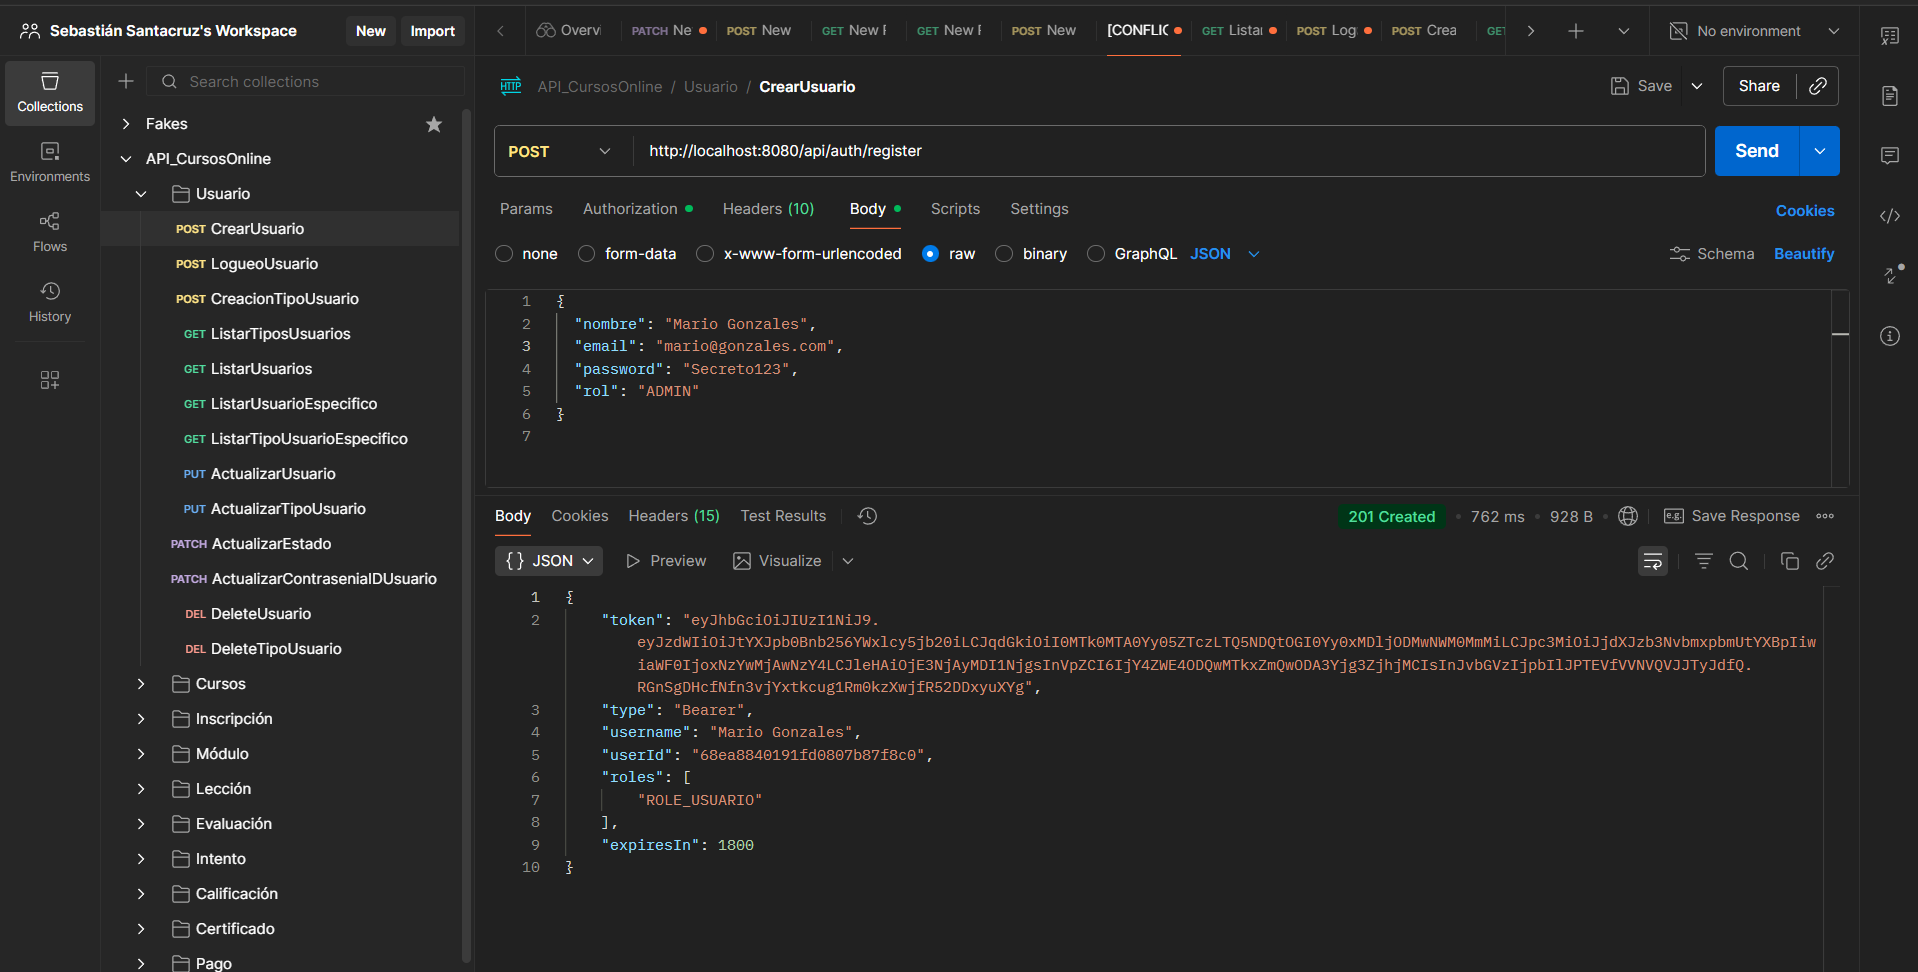 Sebastián Santacruz's Workspace
New
Import
Overv
PATCH Ne
POST New
GET New F
GET New F
POST New
[CONFLIC
GET Listar
POST Log
POST Crea
GET
No environment
Collections
Environments
Flows
History
Search collections
Fakes
API_CursosOnline
Usuario
POST CrearUsuario
POST LogueoUsuario
POST CreacionTipoUsuario
GET ListarTiposUsuarios
GET ListarUsuarios
GET ListarUsuarioEspecifico
GET ListarTipoUsuarioEspecifico
PUT ActualizarUsuario
PUT ActualizarTipoUsuario
PATCH ActualizarEstado
PATCH ActualizarContraseniaIDUsuario
DEL DeleteUsuario
DEL DeleteTipoUsuario
Cursos
Inscripción
Módulo
Lección
Evaluación
Intento
Calificación
Certificado
Pago
HTTP API_CursosOnline / Usuario / CrearUsuario
Save
Share
POST http://localhost:8080/api/auth/register
Send
Params Authorization Headers (10) Body Scripts Settings
Cookies
none form-data x-www-form-urlencoded raw binary GraphQL JSON
Schema Beautify
1 {
2 "nombre": "Mario Gonzales",
3 "email": "mario@gonzales.com",
4 "password": "Secreto123",
5 "rol": "ADMIN"
6 }
7
Body Cookies Headers (15) Test Results
201 Created • 762 ms • 928 B • e.g. Save Response
{} JSON Preview Visualize
1 {
2 "token": "eyJhbGciOiJIUzI1NiJ9.
eyJzdWIiOiJtYXJpb0Bnb256YWxlcy5jb20iLCJqdGkiOiI0MTk0MTA0Yy05ZTczLTQ5NDQtOGI0Yy0xMDljODMwNWM0MmMiLCJpc3MiOiJjdXJzb3NvbmxpbmUtYXBpIiw
iaWF0IjoxNzYwMjAwNzY4LCJleHAiOjE3NjAyMDI1NjgsInVpZCI6IjY4ZWE4ODQwMTkxZmQwODA3Yjg3ZjhjMCIsInJvbGVzIjpbIlJPTEVfVVNVQVJJTyJdfQ.
RGnSgDHcfNfn3vjYxtkcug1Rm0kzXwjfR52DDxyuXYg",
3 "type": "Bearer",
4 "username": "Mario Gonzales",
5 "userId": "68ea8840191fd0807b87f8c0",
6 "roles": [
7 "ROLE_USUARIO"
8 ],
9 "expiresIn": 1800
10 }